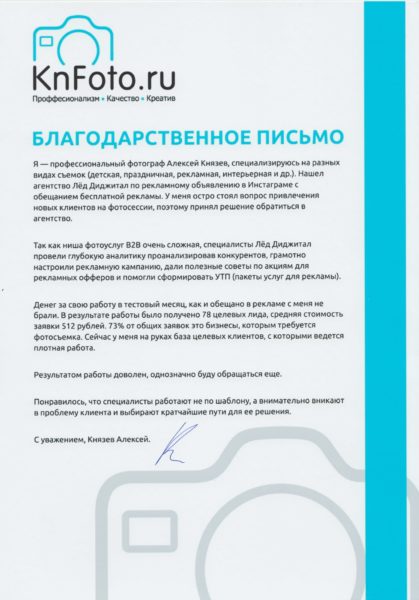 KnFoto.ru
Проффесионализм • Качество • Креатив
БЛАГОДАРСТВЕННОЕ ПИСЬМО
Я — профессиональный фотограф Алексей Князев, специализируюсь на разных
видах съемок (детская, праздничная, рекламная, интерьерная и др.). Нашел
агентство Лёд Диджитал по рекламному объявлению в Инстаграме с
обещанием бесплатной рекламы. У меня остро стоял вопрос привлечения
новых клиентов на фотосессии, поэтому принял решение обратиться в
агентство.
Так как ниша фотоуслуг B2B очень сложная, специалисты Лёд Диджитал
провели глубокую аналитику проанализировав конкурентов, грамотно
настроили рекламную кампанию, дали полезные советы по акциям для
рекламных офферов и помогли сформировать УТП (пакеты услуг для рекламы).
Денег за свою работу в тестовый месяц, как и обещано в рекламе с меня не
брали. В результате работы было получено 78 целевых лида, средняя стоимость
заявки 512 рублей. 73% от общих заявок это бизнесы, которым требуется
фотосъемка. Сейчас у меня на руках база целевых клиентов, с которыми ведется
плотная работа.
Результатом работы доволен, однозначно буду обращаться еще.
Понравилось, что специалисты работают не по шаблону, а внимательно вникают
в проблему клиента и выбирают кратчайшие пути для ее решения.
С уважением, Князев Алексей.